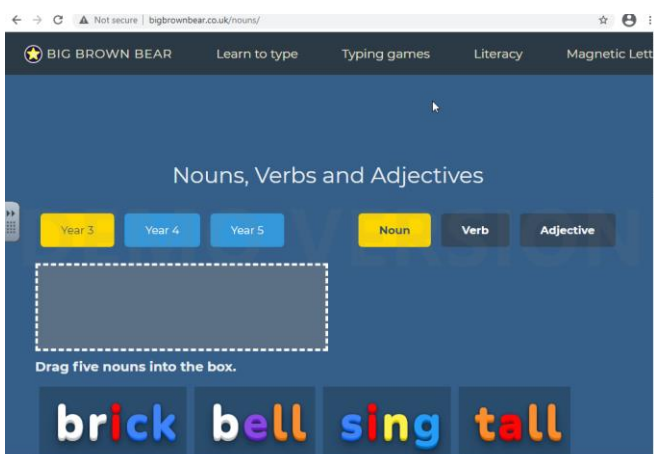 Not secure | bigbrownbear.co.uk/nouns/
BIG BROWN BEAR Learn to type Typing games Literacy Magnetic Lett
Nouns, Verbs and Adjectives
Year 3 Year 4 Year 5 Noun Verb Adjective
Drag five nouns into the box.
brick bell sing tall